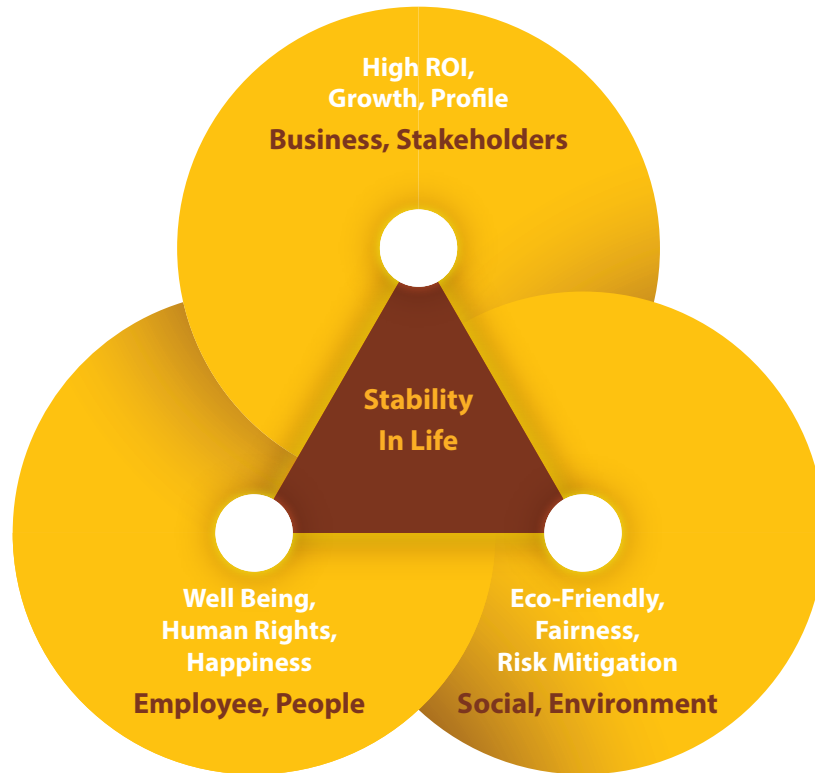 High ROI,
Growth, Profile
Business, Stakeholders
Stability
In Life
Well Being,
Human Rights,
Happiness
Employee, People
Eco-Friendly,
Fairness,
Risk Mitigation
Social, Environment